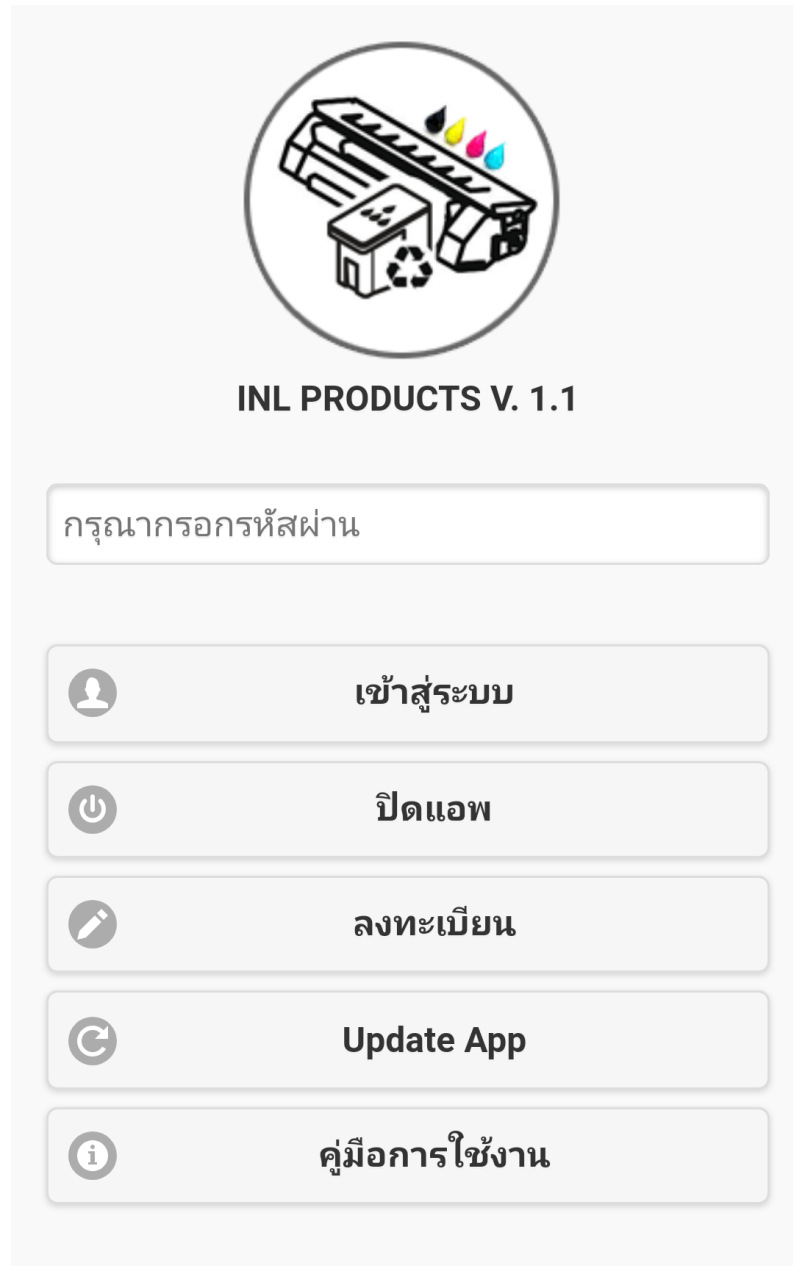 INL PRODUCTS V. 1.1
กรุณากรอกรหัสผ่าน
เข้าสู่ระบบ
ปิดแอพ
ลงทะเบียน
Update App
คู่มือการใช้งาน